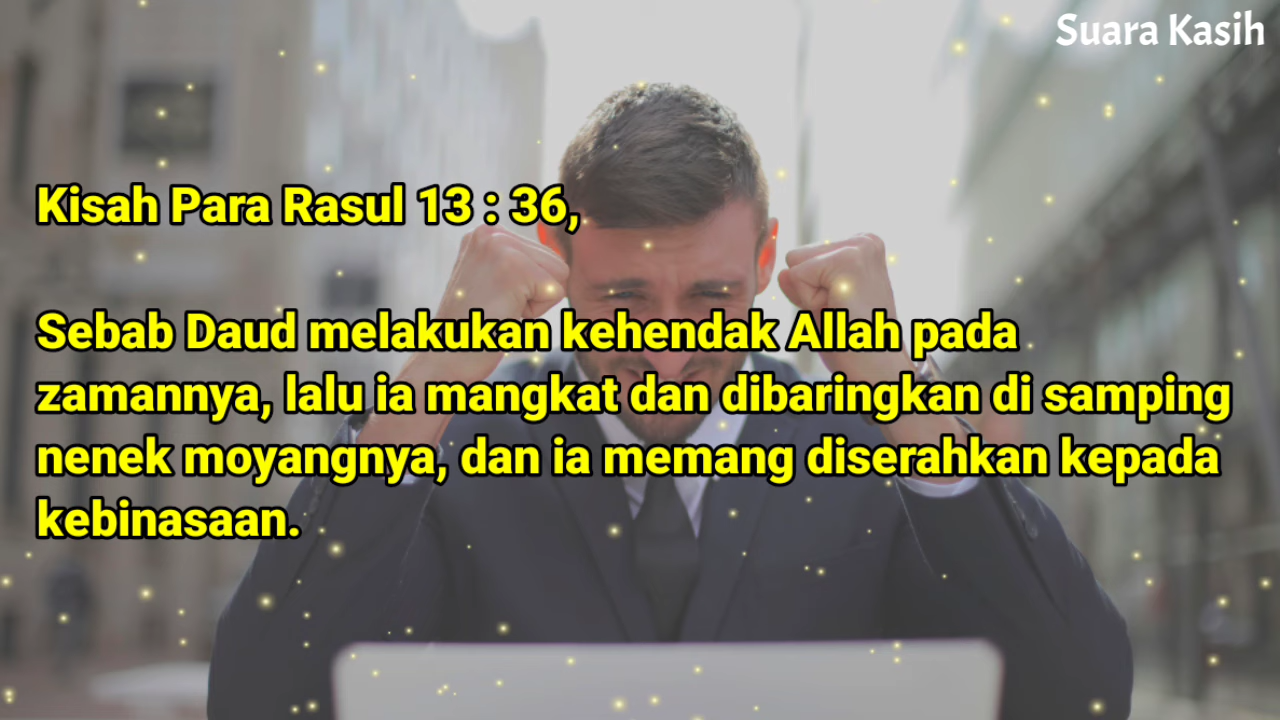 Suara Kasih
Kisah Para Rasul 13 : 36,
Sebab Daud melakukan kehendak Allah pada
zamannya, lalu ia mangkat dan dibaringkan di samping
nenek moyangnya, dan ia memang diserahkan kepada
kebinasaan.